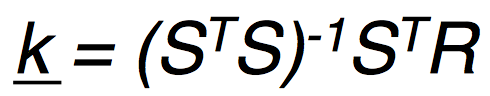 k = (SᵀS)⁻¹SᵀR